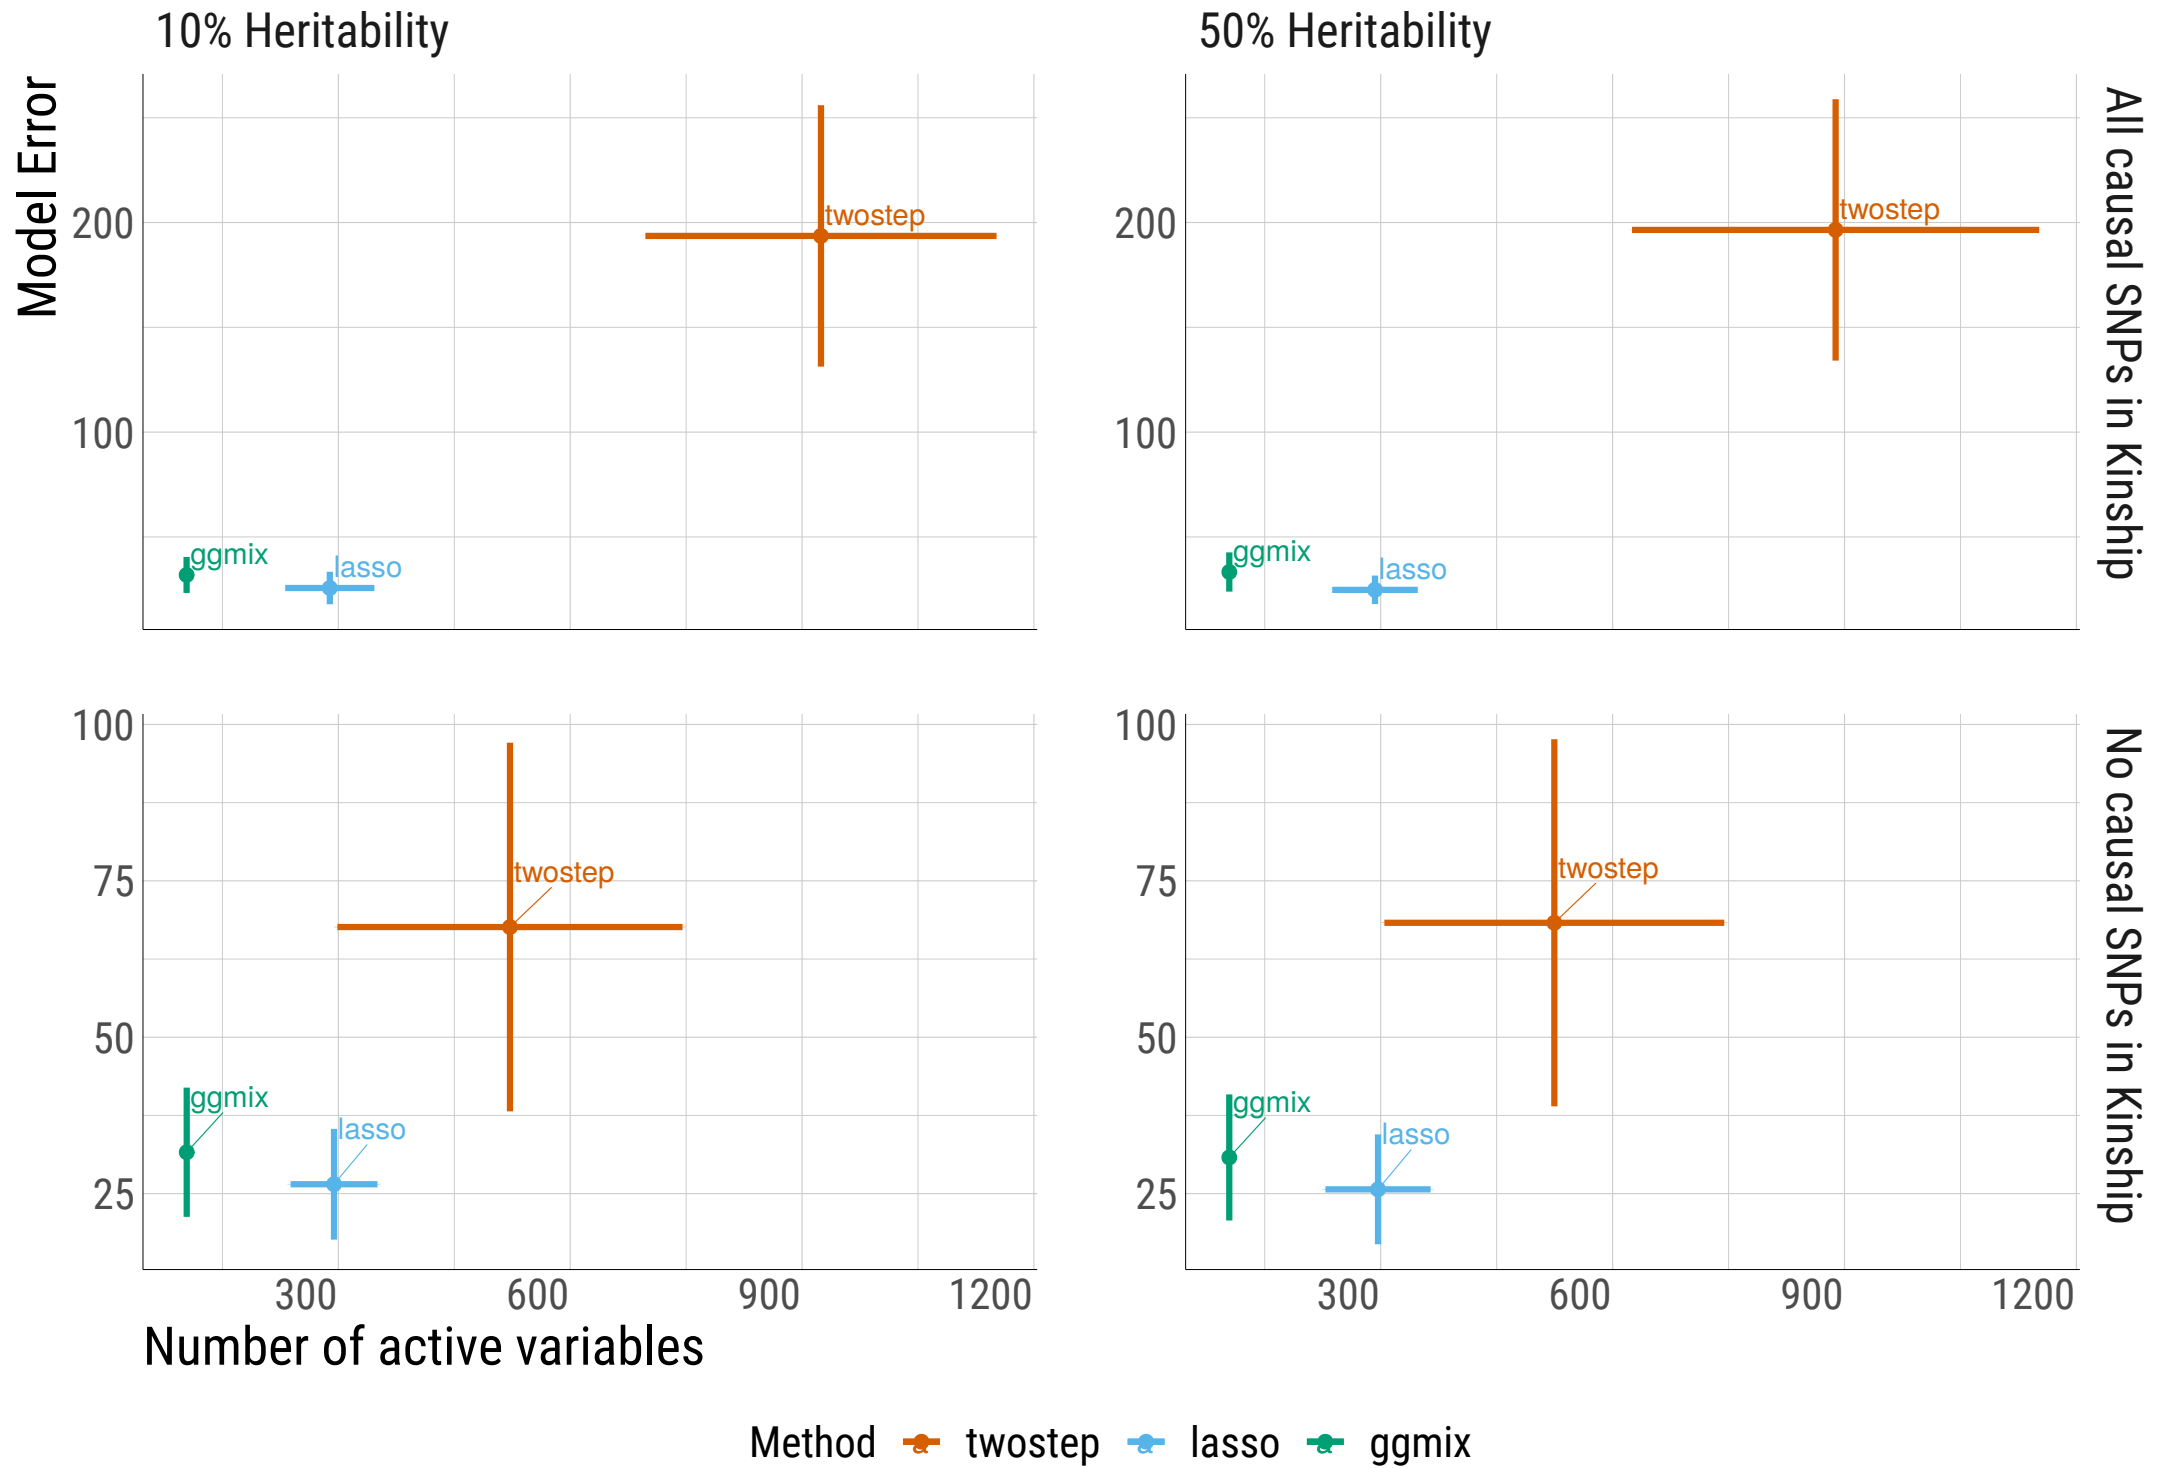 10% Heritability
50% Heritability
Model Error
200
100
twostep
ggmix
lasso
200
100
twostep
ggmix
lasso
All causal SNPs in Kinship
100
75
50
25
twostep
ggmix
lasso
100
75
50
25
twostep
ggmix
lasso
No causal SNPs in Kinship
300 600 900 1200
300 600 900 1200
Number of active variables
Method twostep lasso ggmix